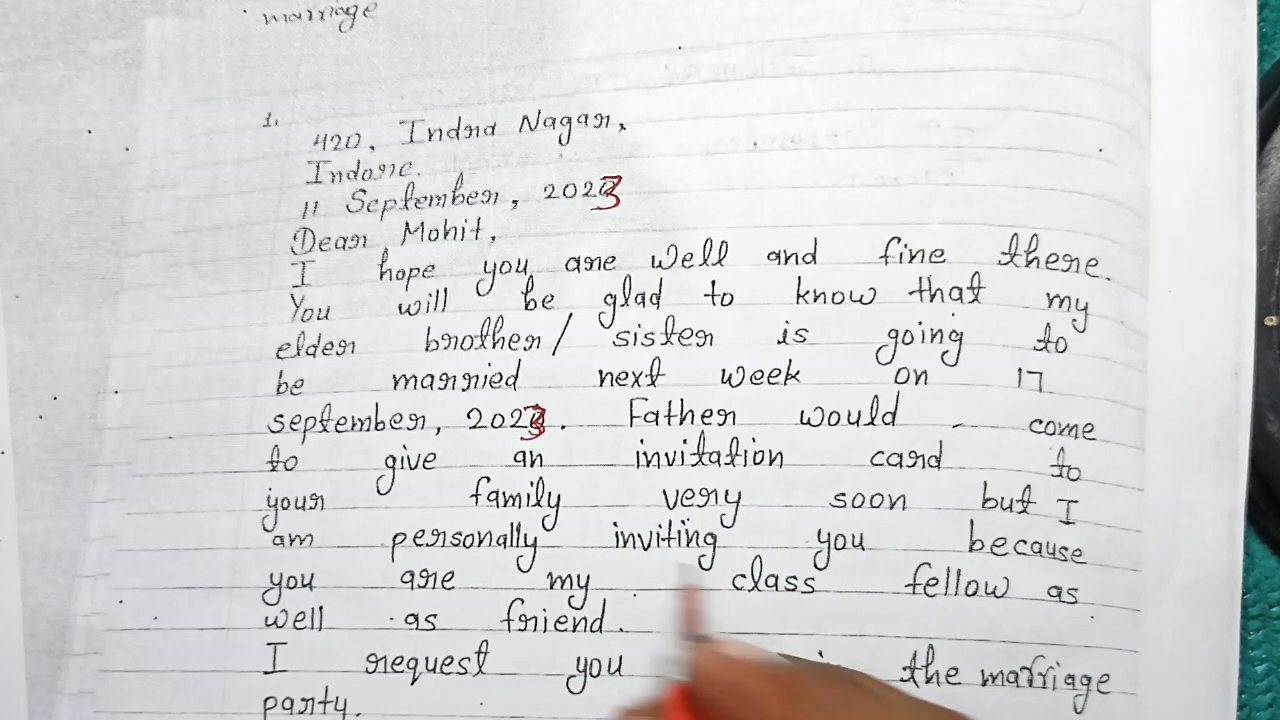 marriage
1.
420, Indra Nagar,
Indore.
11 September, 2023
Dear Mohit,
I hope you are well and fine there.
You will be glad to know that my
elder brother/ sister is going to
be married next week on 17
september, 2023. Father would come
to give an invitation card to
your family very soon but I
am personally inviting you because
you are my class fellow as
well as friend.
I request you the marriage
party.